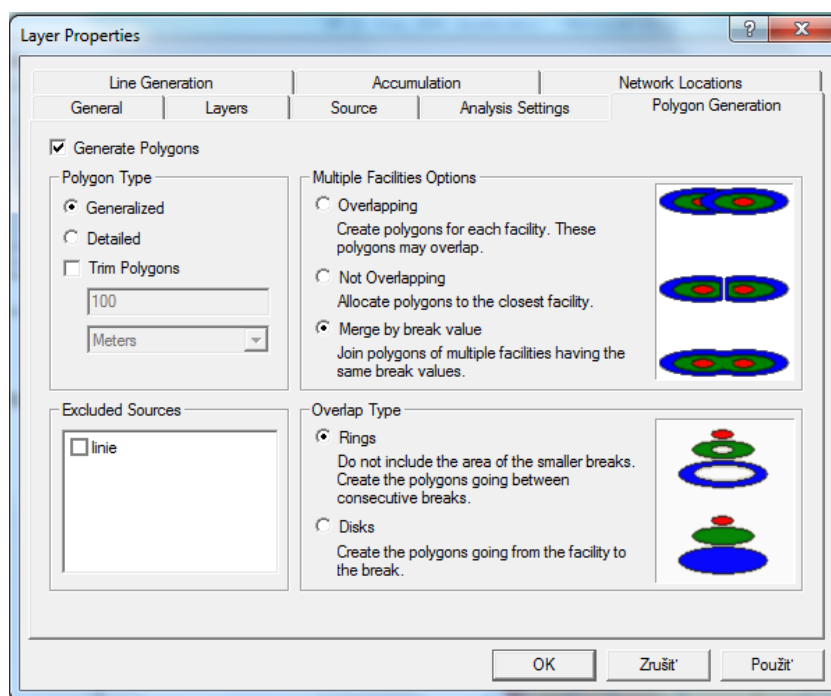 Layer Properties
Line Generation
Accumulation
Network Locations
General
Layers
Source
Analysis Settings
Polygon Generation
Generate Polygons
Polygon Type
Generalized
Detailed
Trim Polygons
100
Meters
Multiple Facilities Options
Overlapping
Create polygons for each facility. These
polygons may overlap.
Not Overlapping
Allocate polygons to the closest facility.
Merge by break value
Join polygons of multiple facilities having the
same break values.
Excluded Sources
linie
Overlap Type
Rings
Do not include the area of the smaller breaks.
Create the polygons going between
consecutive breaks.
Disks
Create the polygons going from the facility to
the break.
OK
Zrušiť
Použiť